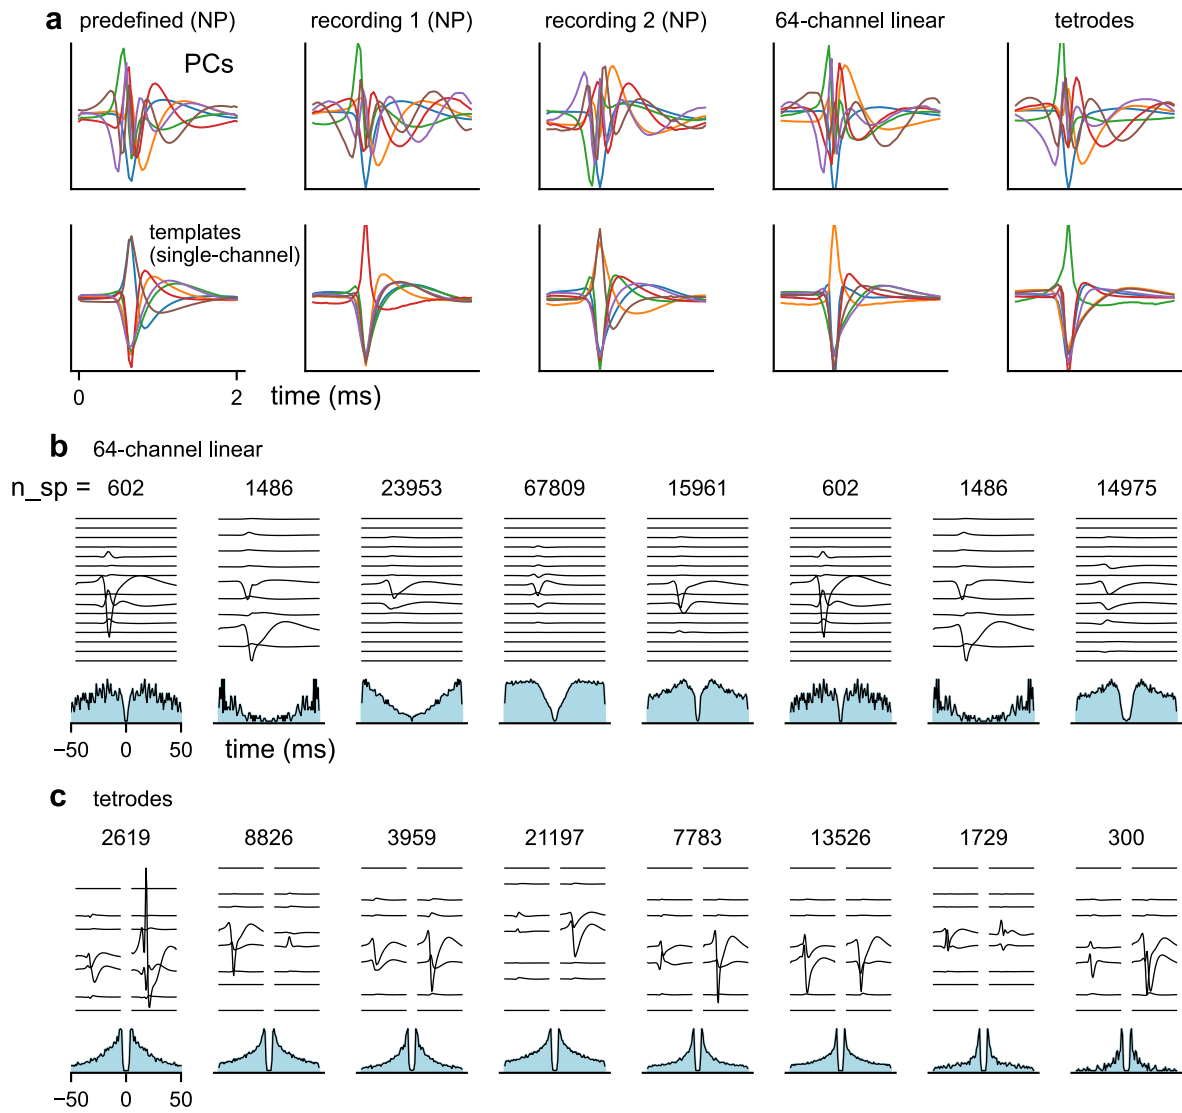 a predefined (NP) recording 1 (NP) recording 2 (NP) 64-channel linear tetrodes
PCs
templates
(single-channel)
0 2 time (ms)
b 64-channel linear
n_sp = 602 1486 23953 67809 15961 602 1486 14975
−50 0 50 time (ms)
c tetrodes
2619 8826 3959 21197 7783 13526 1729 300
−50 0 50